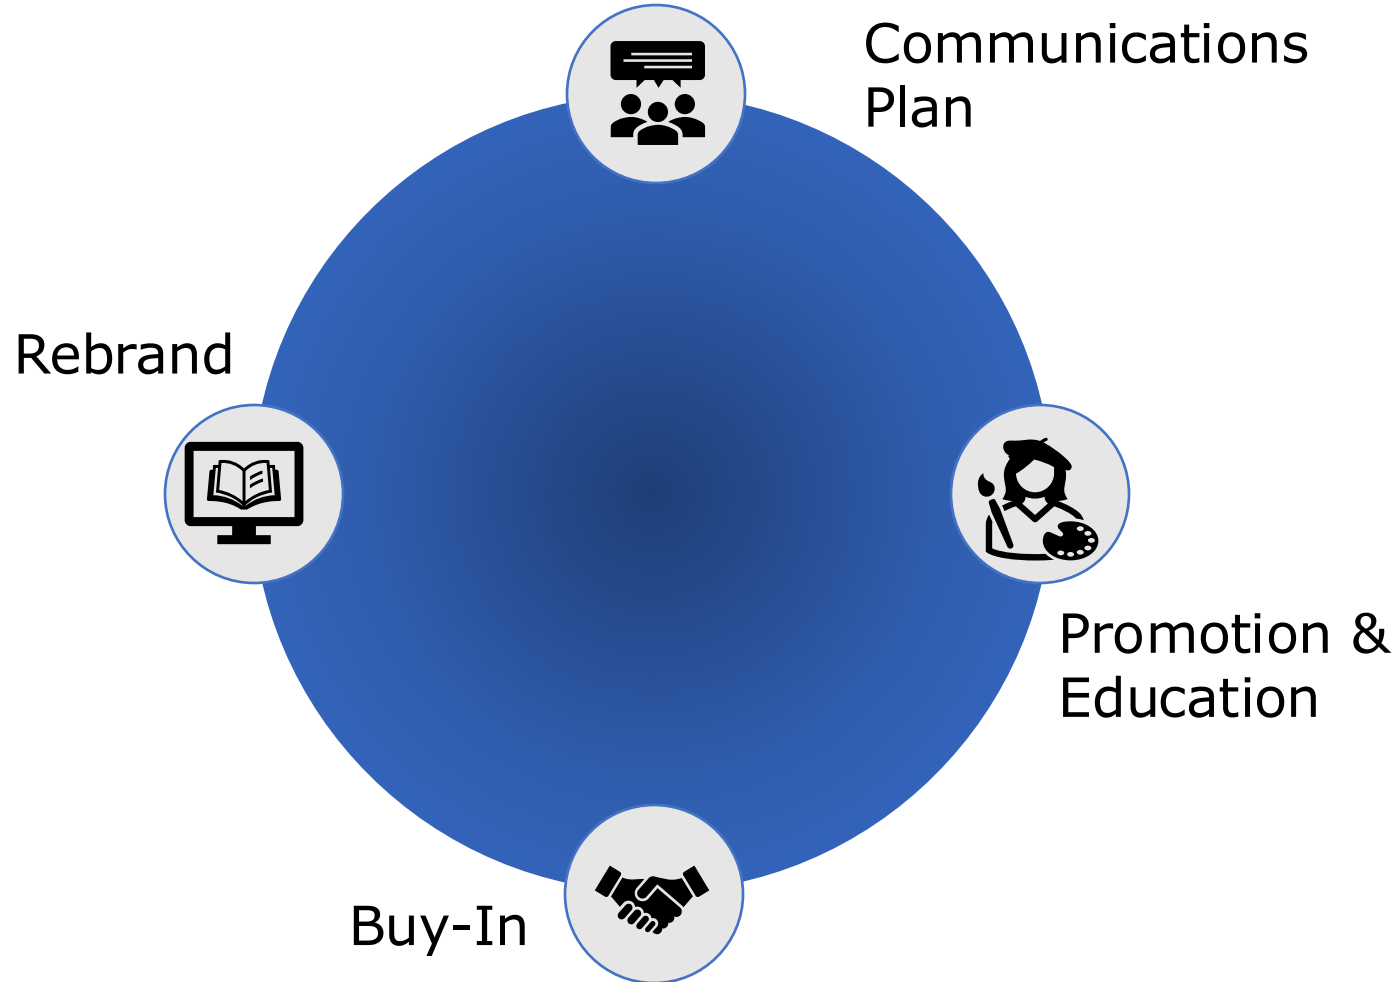 Communications
Plan
Rebrand
Promotion &
Education
Buy-In